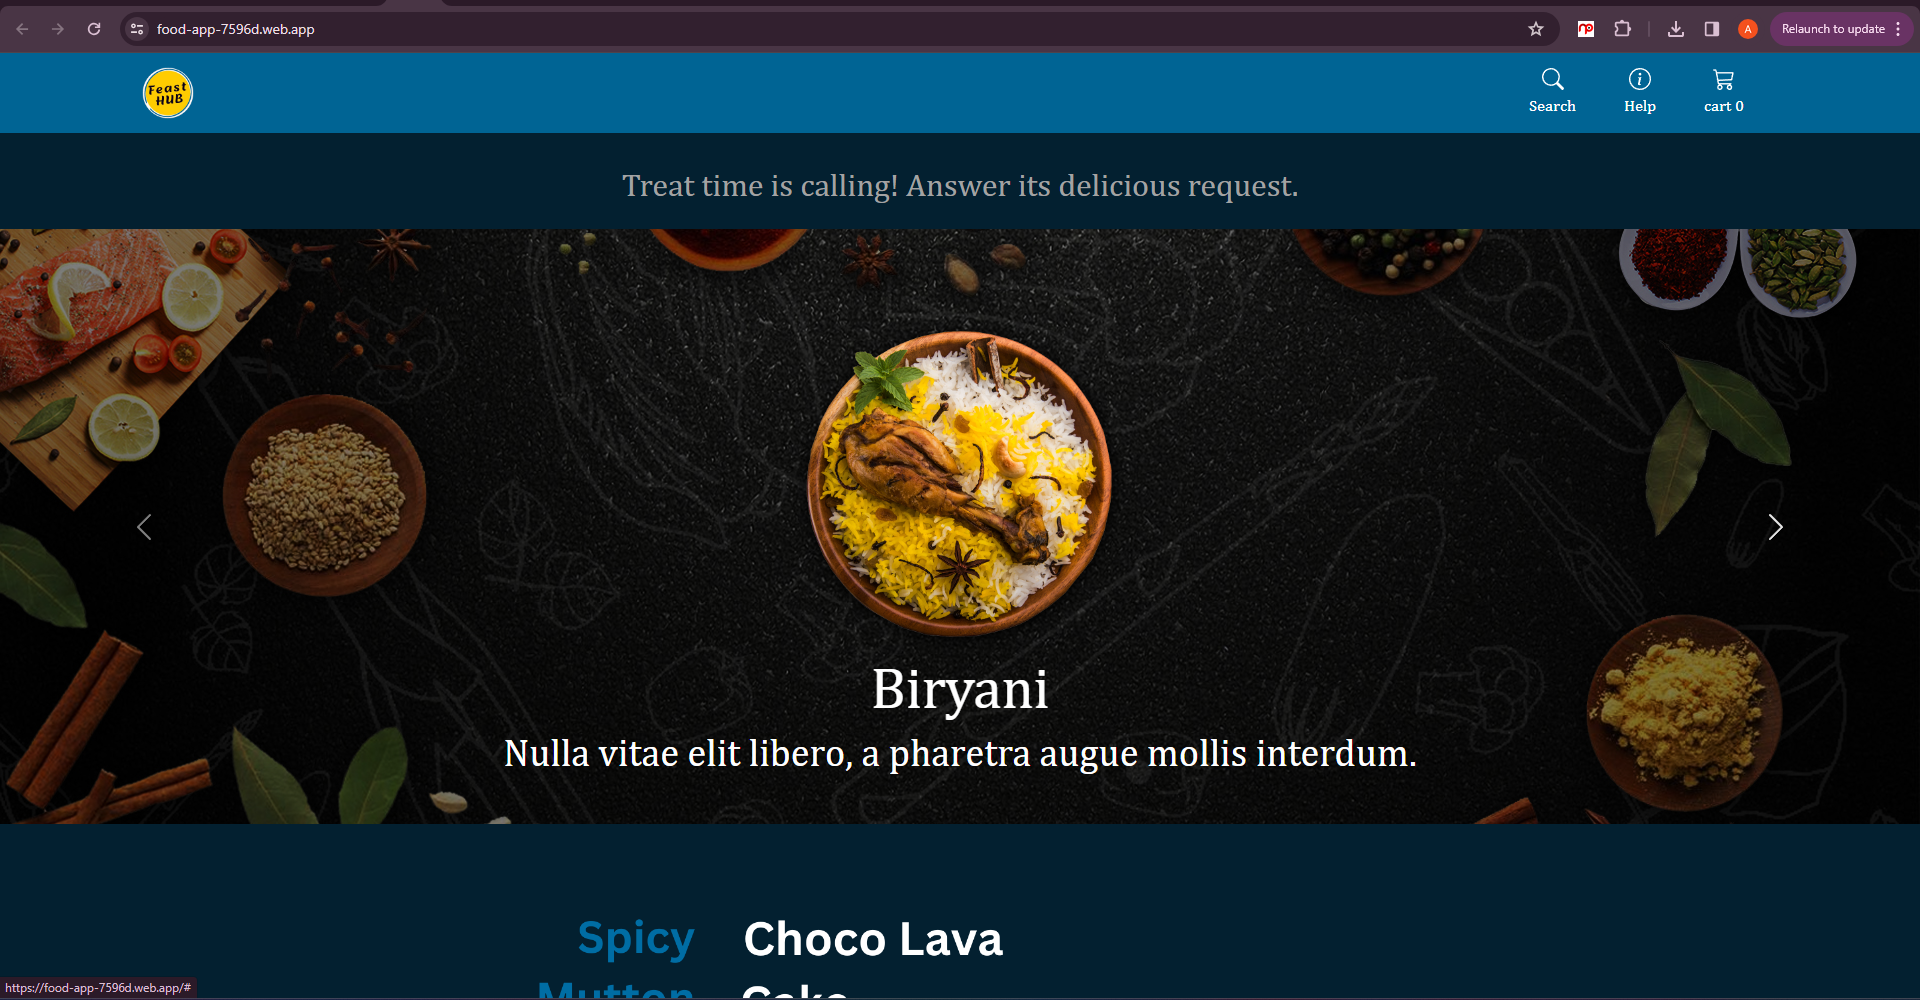 food-app-7596d.web.app
A
Relaunch to update
Feast
HUB
Search
Help
cart 0
Treat time is calling! Answer its delicious request.
Biryani
Nulla vitae elit libero, a pharetra augue mollis interdum.
Spicy
Choco Lava
Mutton
Cake
https://food-app-7596d.web.app/#